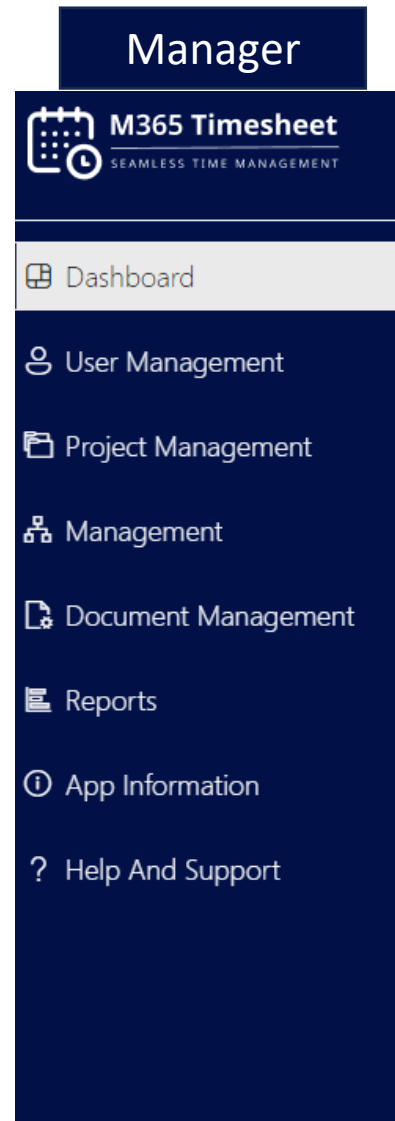 Manager
M365 Timesheet
SEAMLESS TIME MANAGEMENT
Dashboard
User Management
Project Management
Management
Document Management
Reports
App Information
? Help And Support